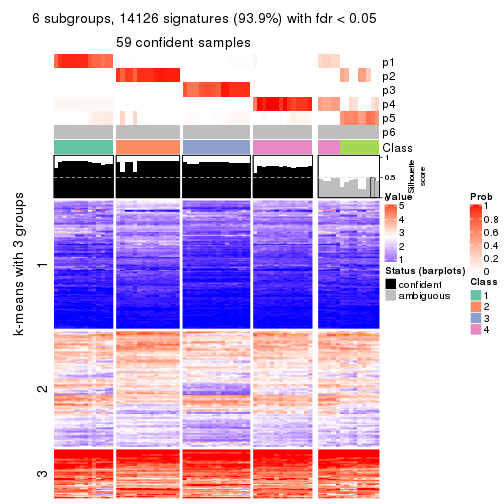 6 subgroups, 14126 signatures (93.9%) with fdr < 0.05
59 confident samples
p1
p2
p3
p4
p5
p6
Class
1
0.5
0
Silhouette
score
k-means with 3 groups
1
2
3
Value
5
4
3
2
1
Status (barplots)
confident
ambiguous
Prob
1
0.8
0.6
0.4
0.2
0
Class
1
2
3
4